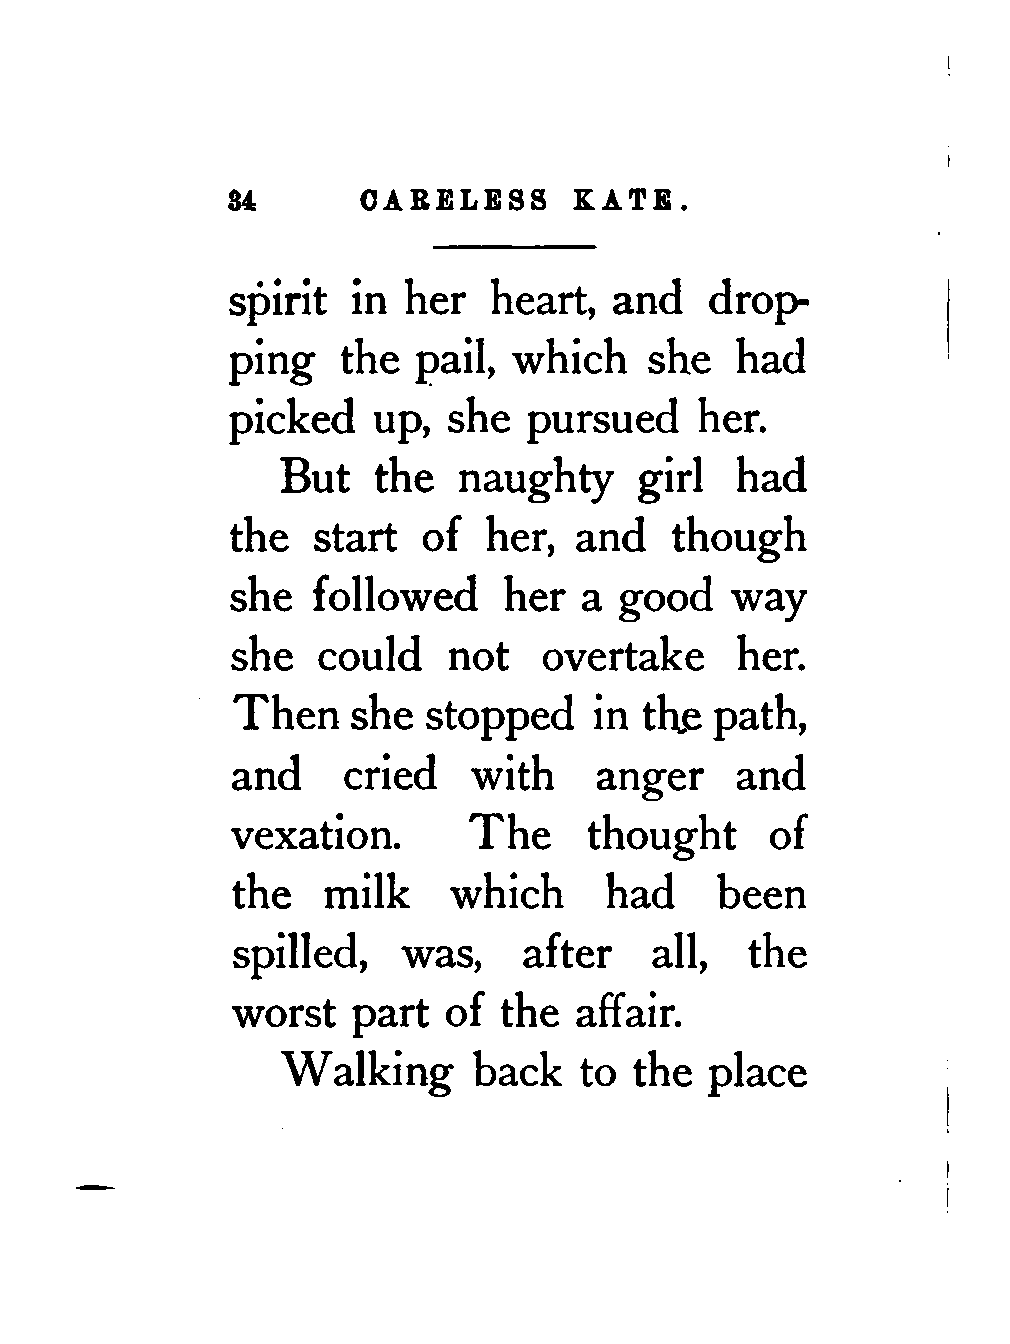 34 CARELESS KATE.
spirit in her heart, and drop-
ping the pail, which she had
picked up, she pursued her.
But the naughty girl had
the start of her, and though
she followed her a good way
she could not overtake her.
Then she stopped in the path,
and cried with anger and
vexation. The thought of
the milk which had been
spilled, was, after all, the
worst part of the affair.
Walking back to the place